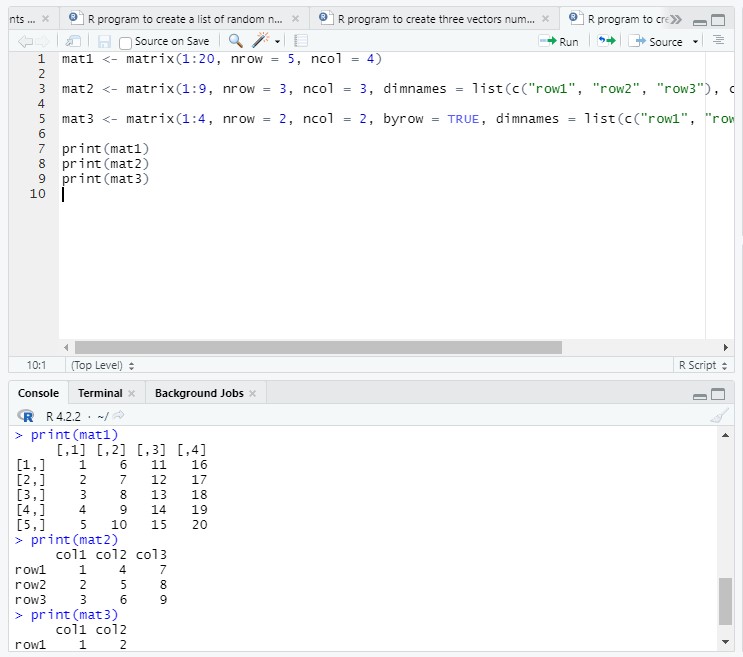 nts ...
R program to create a list of random n...
R program to create three vectors num...
R program to cre
Source on Save
Run
Source
1 mat1 <- matrix(1:20, nrow = 5, ncol = 4)
2
3 mat2 <- matrix(1:9, nrow = 3, ncol = 3, dimnames = list(c("row1", "row2", "row3"), c
4
5 mat3 <- matrix(1:4, nrow = 2, ncol = 2, byrow = TRUE, dimnames = list(c("row1", "row
6
7 print(mat1)
8 print(mat2)
9 print(mat3)
10
10:1 (Top Level) R Script
Console Terminal Background Jobs
R 4.2.2 · ~/
> print(mat1)
[,1] [,2] [,3] [,4]
[1,] 1 6 11 16
[2,] 2 7 12 17
[3,] 3 8 13 18
[4,] 4 9 14 19
[5,] 5 10 15 20
> print(mat2)
col1 col2 col3
row1 1 4 7
row2 2 5 8
row3 3 6 9
> print(mat3)
col1 col2
row1 1 2